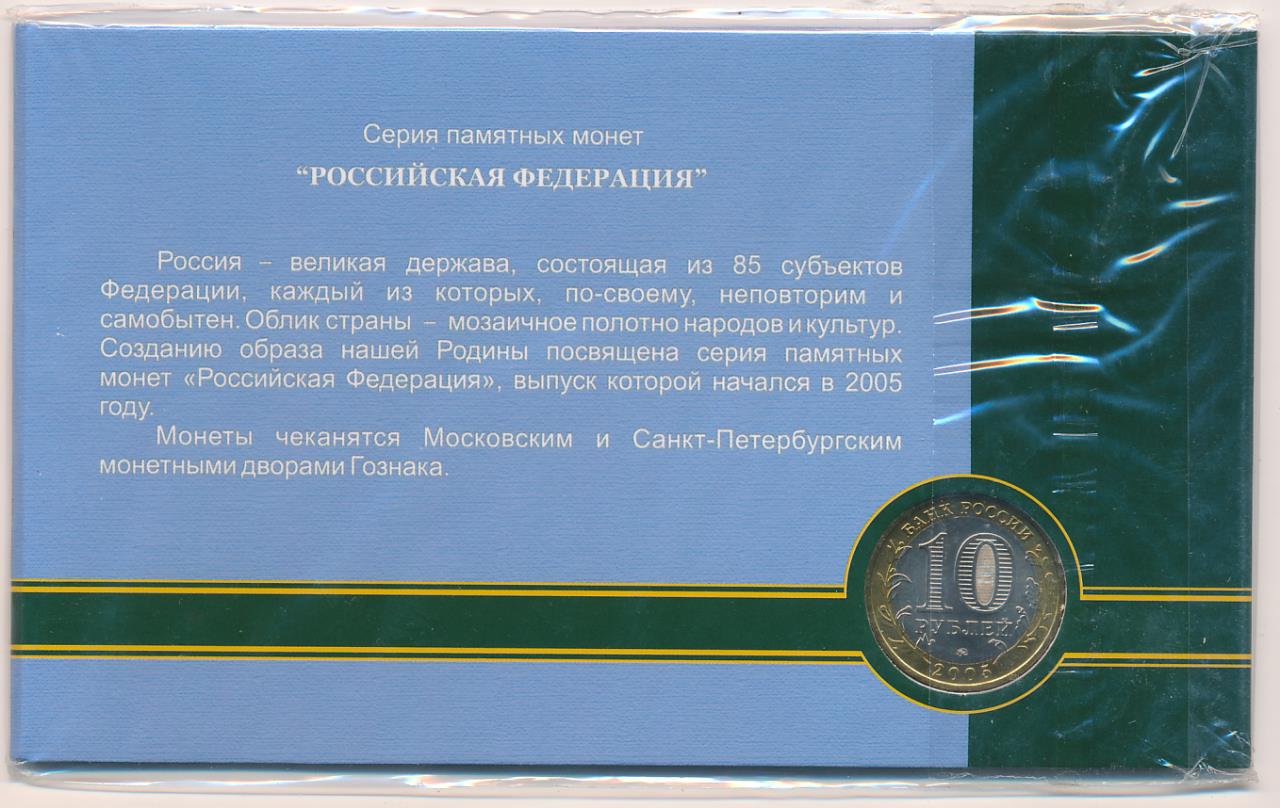 Серия памятных монет
“РОССИЙСКАЯ ФЕДЕРАЦИЯ”
Россия – великая держава, состоящая из 85 субъектов
Федерации, каждый из которых, по-своему, неповторим и
самобытен. Облик страны – мозаичное полотно народов и культур.
Созданию образа нашей Родины посвящена серия памятных
монет «Российская Федерация», выпуск которой начался в 2005
году.
Монеты чеканятся Московским и Санкт-Петербургским
монетными дворами Гознака.
БАНК РОССИИ
10
РУБЛЕЙ
2005